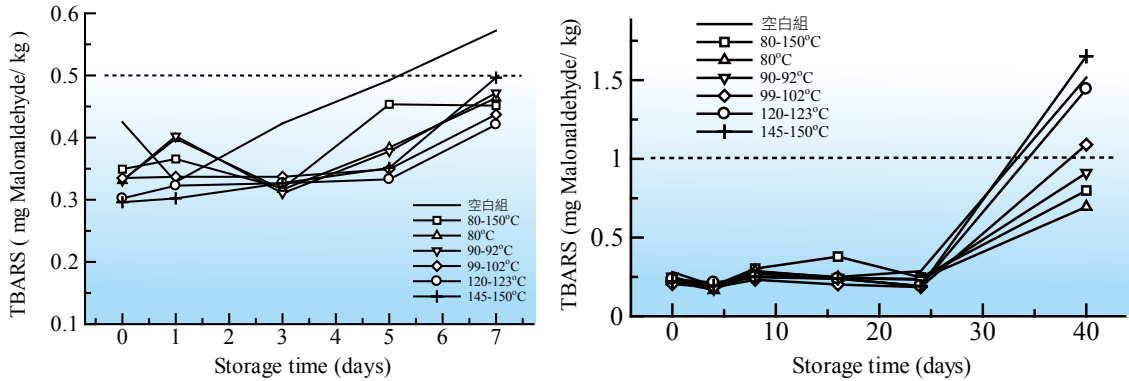 TBARS ( mg Malonaldehyde/ kg)
0.6
0.5
0.4
0.3
0.2
0.1
空白組
80-150°C
80°C
90-92°C
99-102°C
120-123°C
145-150°C
0 1 2 3 4 5 6 7
Storage time (days)
TBARS (mg Malonaldehyde/ kg)
1.5
1
0.5
0
空白組
80-150°C
80°C
90-92°C
99-102°C
120-123°C
145-150°C
0 10 20 30 40
Storage time (days)